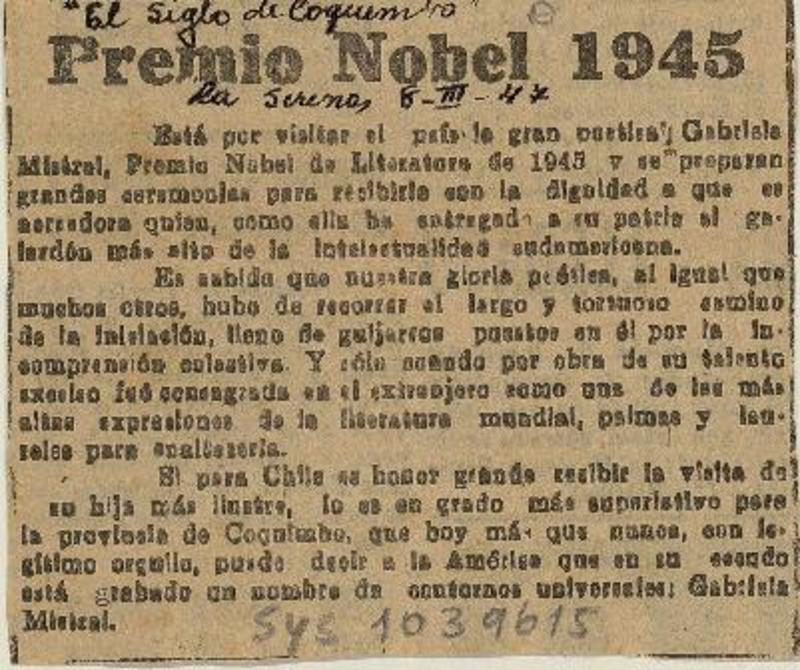 "El Siglo de Coquimbo"
Premio Nobel 1945
La Serena, 8-III-47
Está por visitar el país la gran poetisa, Gabriela
Mistral, Premio Nobel de Literatura de 1945 y se preparan
grandes ceremonias para recibirla con la dignidad a que es
acreedora quien, como ella ha entregado a su patria el ga-
lardón más alto de la intelectualidad sudamericana.
Es sabido que nuestra gloria poética, al igual que
muchos otros, hubo de recorrer el largo y tortuoso camino
de la iniciación, lleno de guijarros puestos en él por la in-
comprensión colectiva. Y sólo cuando por obra de su talento
excelso fué consagrada en el extranjero como una de las más
altas expresiones de la literatura mundial, palmas y lau-
reles para enaltecerla.
Si para Chile es honor grande recibir la visita de
su hija más ilustre, lo es en grado más superlativo para
la provincia de Coquimbo, que hoy más que nunca, con le-
gítimo orgullo, puede decir a la América que en su escudo
está grabado un nombre de contornos universales: Gabriela
Mistral.
Sys 1039615